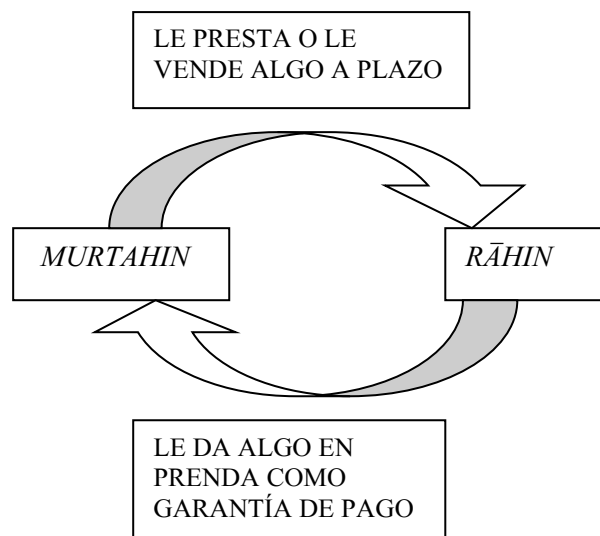 LE PRESTA O LE
VENDE ALGO A PLAZO
MURTAHIN
RĀHIN
LE DA ALGO EN
PRENDA COMO
GARANTÍA DE PAGO